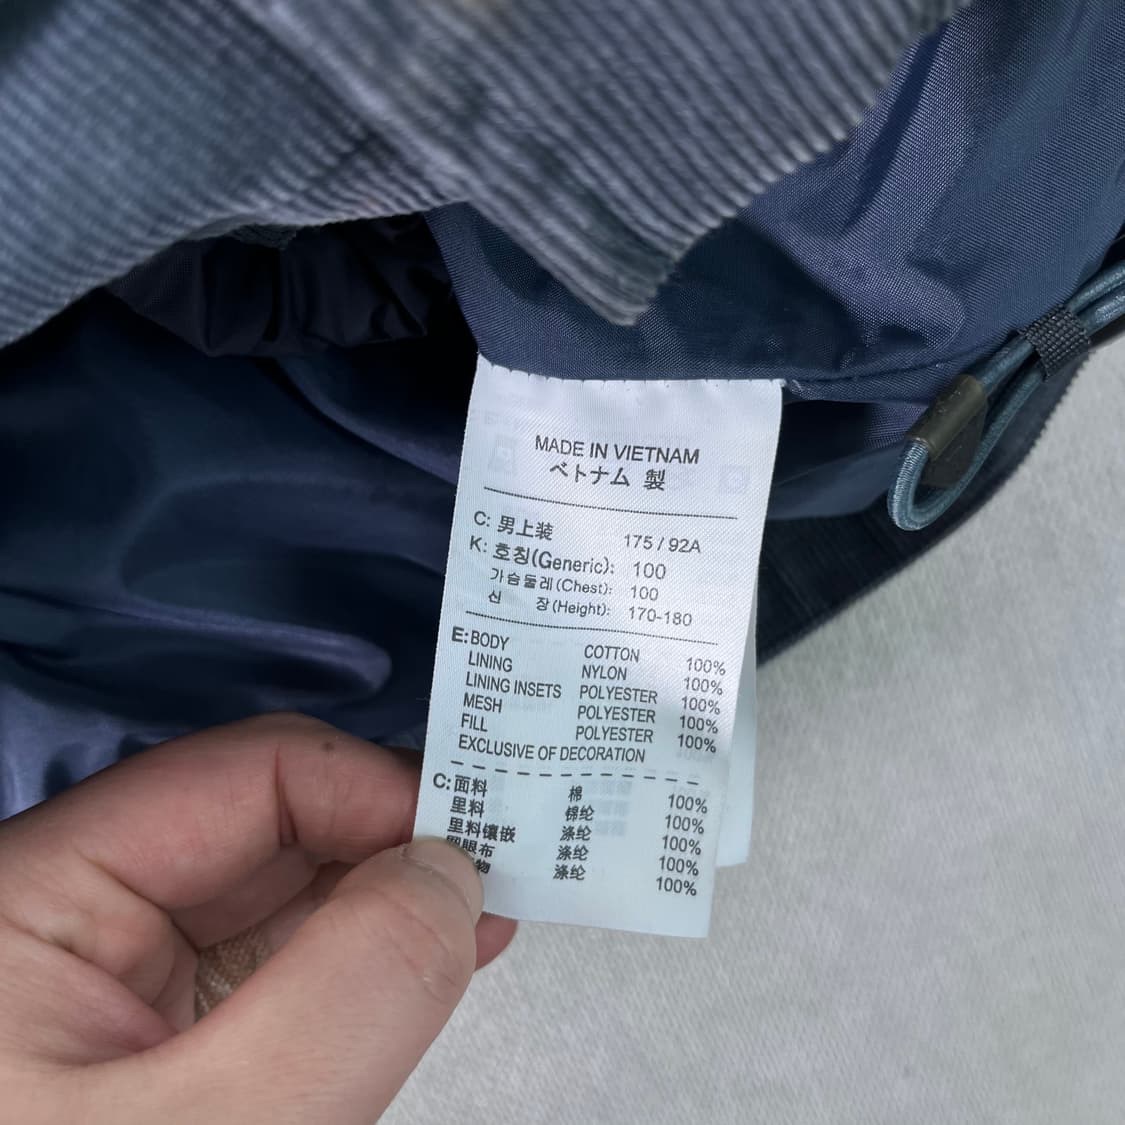 MADE IN VIETNAM
ベトナム 製
C: 男上装 175 / 92A
K: 호칭(Generic): 100
가슴둘레(Chest): 100
신 장(Height): 170-180
E: BODY COTTON 100%
LINING NYLON 100%
LINING INSETS POLYESTER 100%
MESH POLYESTER 100%
FILL POLYESTER 100%
EXCLUSIVE OF DECORATION
C: 面料 棉 100%
里料 锦纶 100%
里料镶嵌 涤纶 100%
眼布 涤纶 100%
物 涤纶 100%